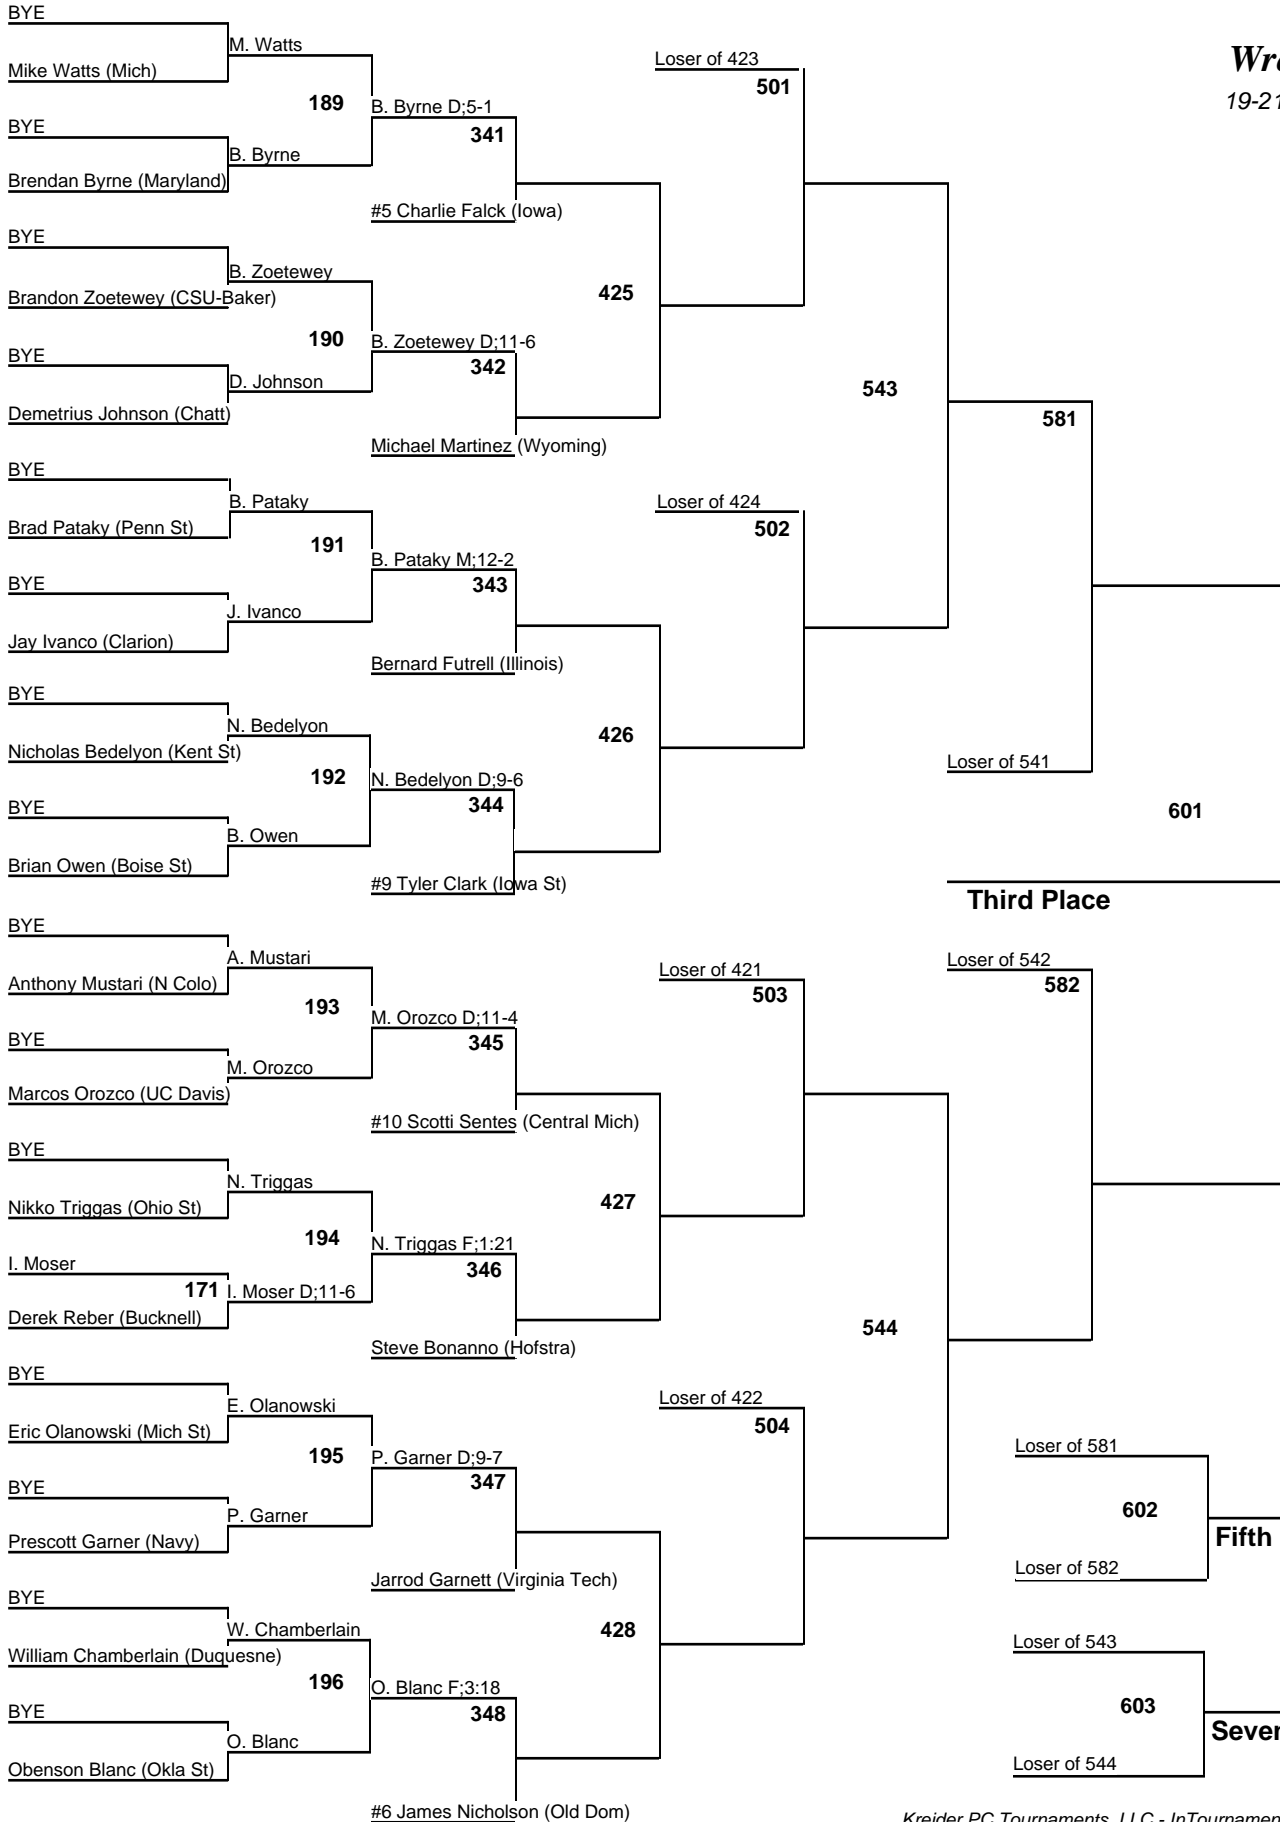 BYE
M. Watts
Mike Watts (Mich)
189
B. Byrne D;5-1
341
BYE
B. Byrne
Brendan Byrne (Maryland)
#5 Charlie Falck (Iowa)
BYE
B. Zoetewey
Brandon Zoetewey (CSU-Baker)
425
190
B. Zoetewey D;11-6
342
BYE
D. Johnson
Demetrius Johnson (Chatt)
Michael Martinez (Wyoming)
Loser of 423
501
543
581
BYE
B. Pataky
Brad Pataky (Penn St)
191
B. Pataky M;12-2
343
BYE
J. Ivanco
Jay Ivanco (Clarion)
Bernard Futrell (Illinois)
Loser of 424
502
BYE
N. Bedelyon
Nicholas Bedelyon (Kent St)
426
192
N. Bedelyon D;9-6
344
BYE
B. Owen
Brian Owen (Boise St)
#9 Tyler Clark (Iowa St)
Loser of 541
601
Third Place
BYE
A. Mustari
Anthony Mustari (N Colo)
193
M. Orozco D;11-4
345
BYE
M. Orozco
Marcos Orozco (UC Davis)
#10 Scotti Sentes (Central Mich)
Loser of 421
503
Loser of 542
582
BYE
N. Triggas
Nikko Triggas (Ohio St)
427
194
N. Triggas F;1:21
346
I. Moser
171
I. Moser D;11-6
Derek Reber (Bucknell)
Steve Bonanno (Hofstra)
544
BYE
E. Olanowski
Eric Olanowski (Mich St)
195
P. Garner D;9-7
347
BYE
P. Garner
Prescott Garner (Navy)
Jarrod Garnett (Virginia Tech)
Loser of 422
504
BYE
W. Chamberlain
William Chamberlain (Duquesne)
428
196
O. Blanc F;3:18
348
BYE
O. Blanc
Obenson Blanc (Okla St)
#6 James Nicholson (Old Dom)
Loser of 581
602
Fifth
Loser of 582
Loser of 543
603
Loser of 544
19-21
Kreider PC Tournaments, LLC -